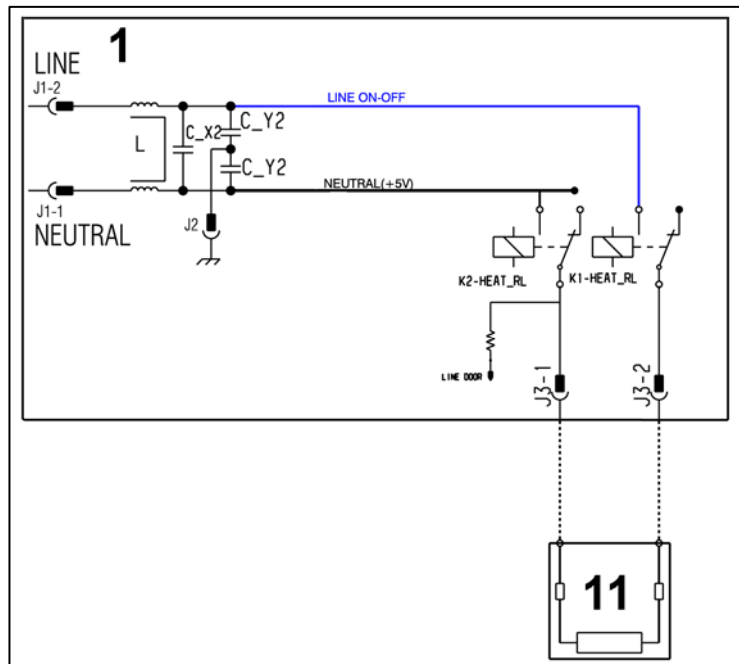 1
LINE
J1-2
LINE ON-OFF
C_Y2
C_X2
L
C_Y2
NEUTRAL(+5V)
J1-1
NEUTRAL
J2
K2-HEAT_RL
K1-HEAT_RL
LINE DOOR
J3-1
J3-2
11